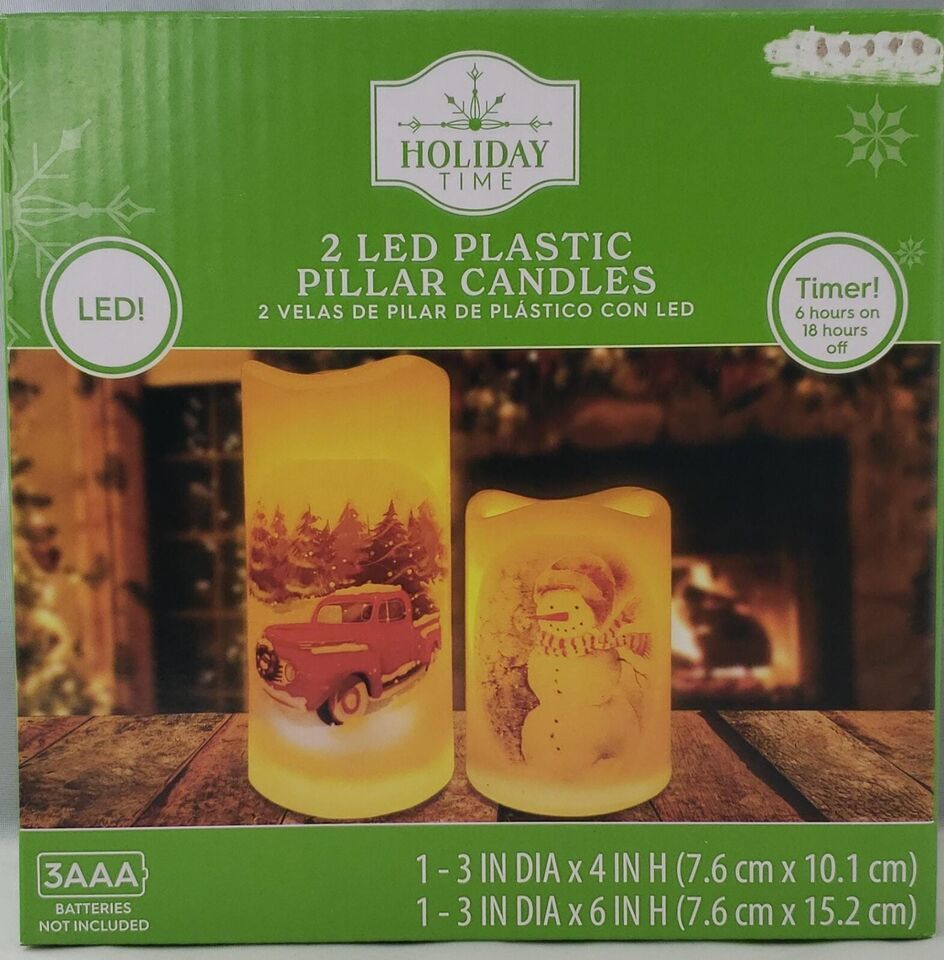 HOLIDAY
TIME
2 LED PLASTIC
PILLAR CANDLES
2 VELAS DE PILAR DE PLÁSTICO CON LED
LED!
Timer!
6 hours on
18 hours
off
3AAA
BATTERIES
NOT INCLUDED
1 - 3 IN DIA x 4 IN H (7.6 cm x 10.1 cm)
1 - 3 IN DIA x 6 IN H (7.6 cm x 15.2 cm)